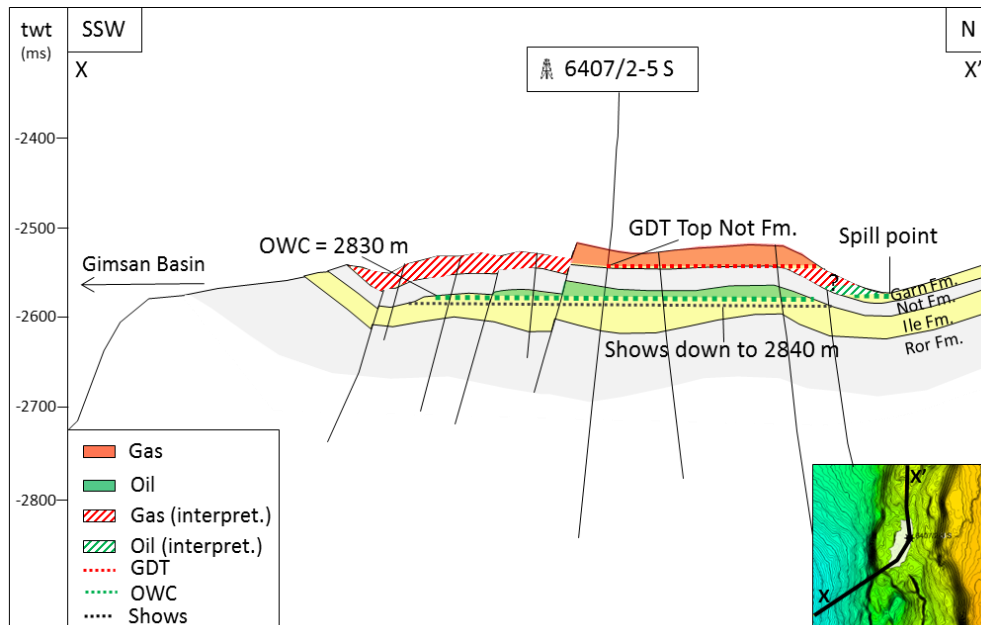 twt
(ms)
SSW
N
X
X'
6407/2-5 S
-2400
-2500
-2600
-2700
-2800
GDT Top Not Fm.
OWC = 2830 m
Spill point
Gimsan Basin
?
Garn Fm.
Not Fm.
Ile Fm.
Ror Fm.
Shows down to 2840 m
Gas
Oil
Gas (interpret.)
Oil (interpret.)
GDT
OWC
Shows
X'
X